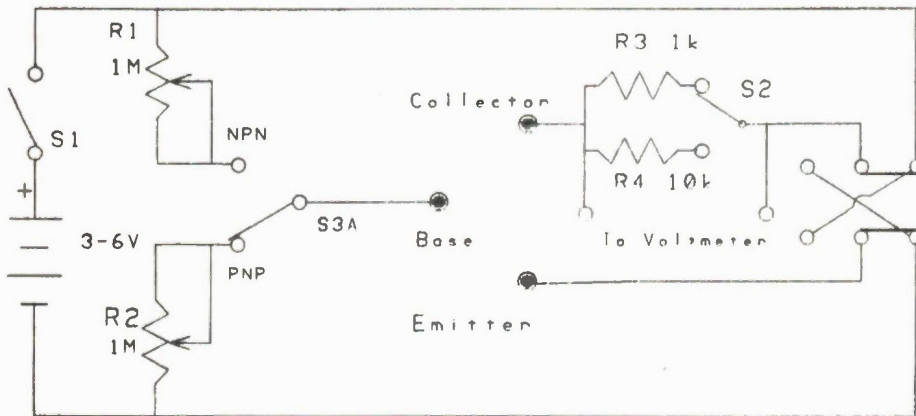 R1
1M
R3 1k
S2
Collector
S1
NPN
R4 10k
+
3-6V
S3A
Base
To Voltmeter
PNP
R2
1M
Emitter